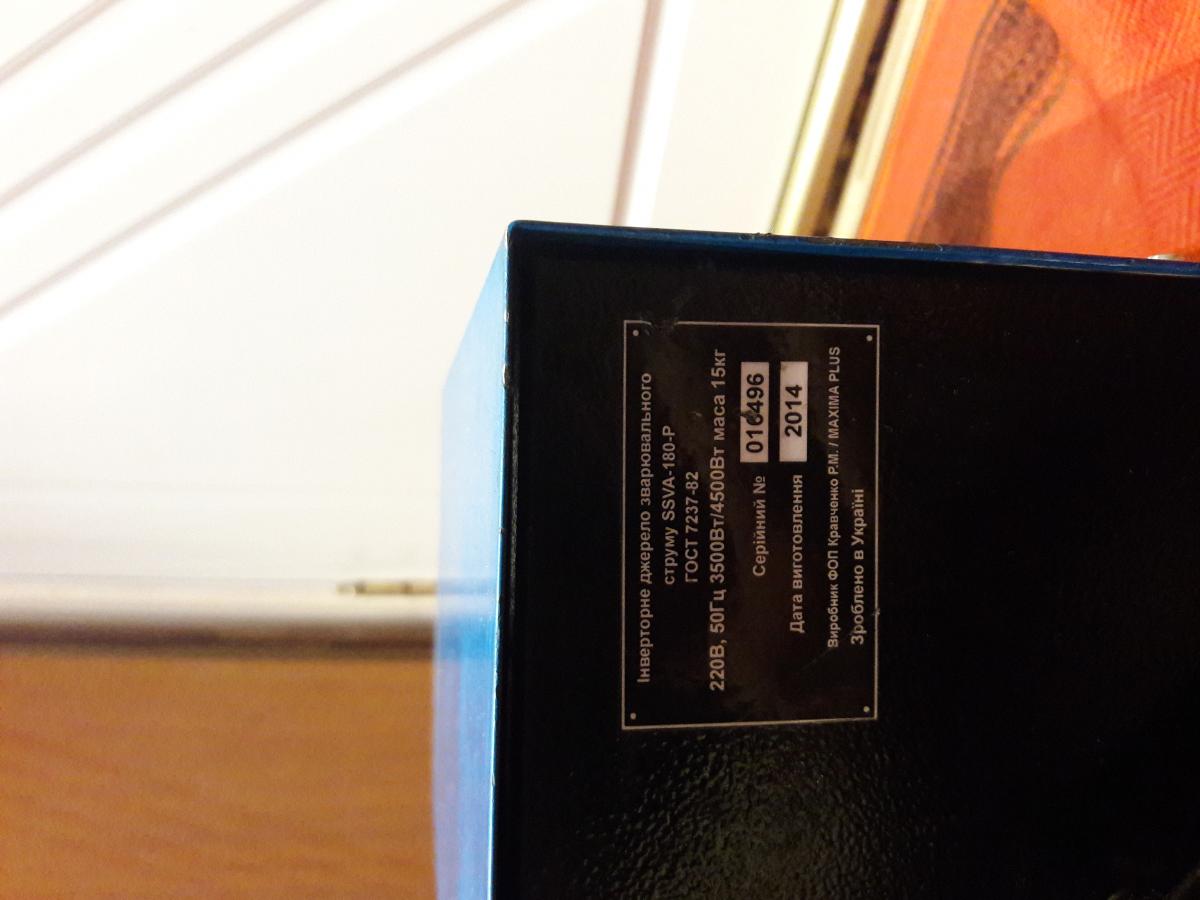 Інверторне джерело зварювального
струму SSVA-180-P
ГОСТ 7237-82
220В, 50Гц 3500Вт/4500Вт маса 15кг
Серійний № 016496
Дата виготовлення 2014
Виробник ФОП Кравченко Р.М. / MAXIMA PLUS
Зроблено в Україні